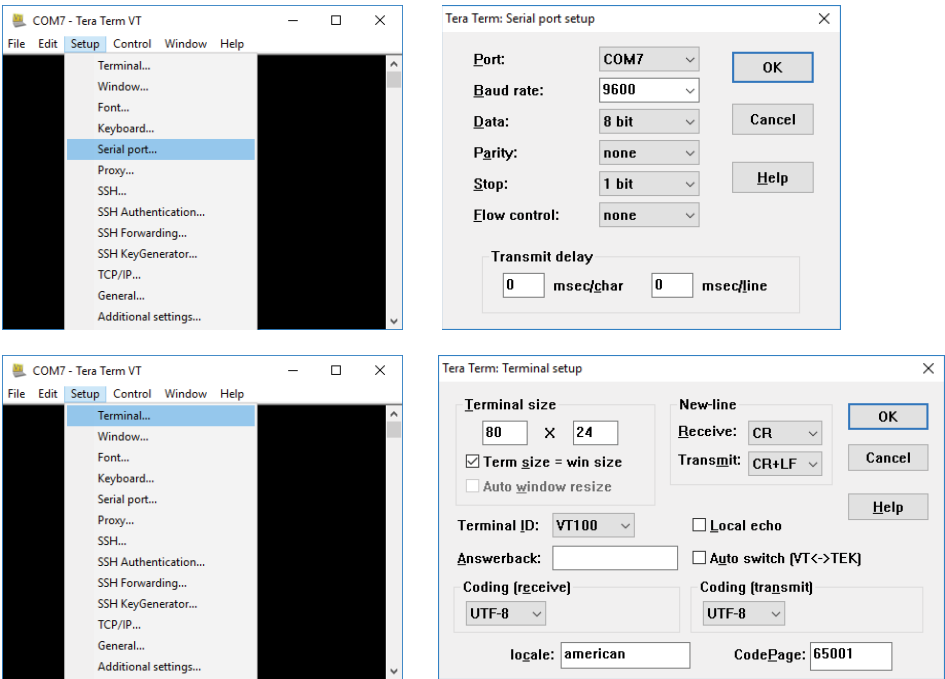 COM7 - Tera Term VT
File Edit Setup Control Window Help
Terminal...
Window...
Font...
Keyboard...
Serial port...
Proxy...
SSH...
SSH Authentication...
SSH Forwarding...
SSH KeyGenerator...
TCP/IP...
General...
Additional settings...
Tera Term: Serial port setup
Port: COM7
OK
Baud rate: 9600
Data: 8 bit
Cancel
Parity: none
Stop: 1 bit
Help
Flow control: none
Transmit delay
0 msec/char 0 msec/line
COM7 - Tera Term VT
File Edit Setup Control Window Help
Terminal...
Window...
Font...
Keyboard...
Serial port...
Proxy...
SSH...
SSH Authentication...
SSH Forwarding...
SSH KeyGenerator...
TCP/IP...
General...
Additional settings...
Tera Term: Terminal setup
Terminal size
80 X 24
Term size = win size
Auto window resize
New-line
Receive: CR
Transmit: CR+LF
OK
Cancel
Help
Terminal ID: VT100
Local echo
Answerback:
Auto switch (VT<->TEK)
Coding (receive)
UTF-8
Coding (transmit)
UTF-8
locale: american
CodePage: 65001